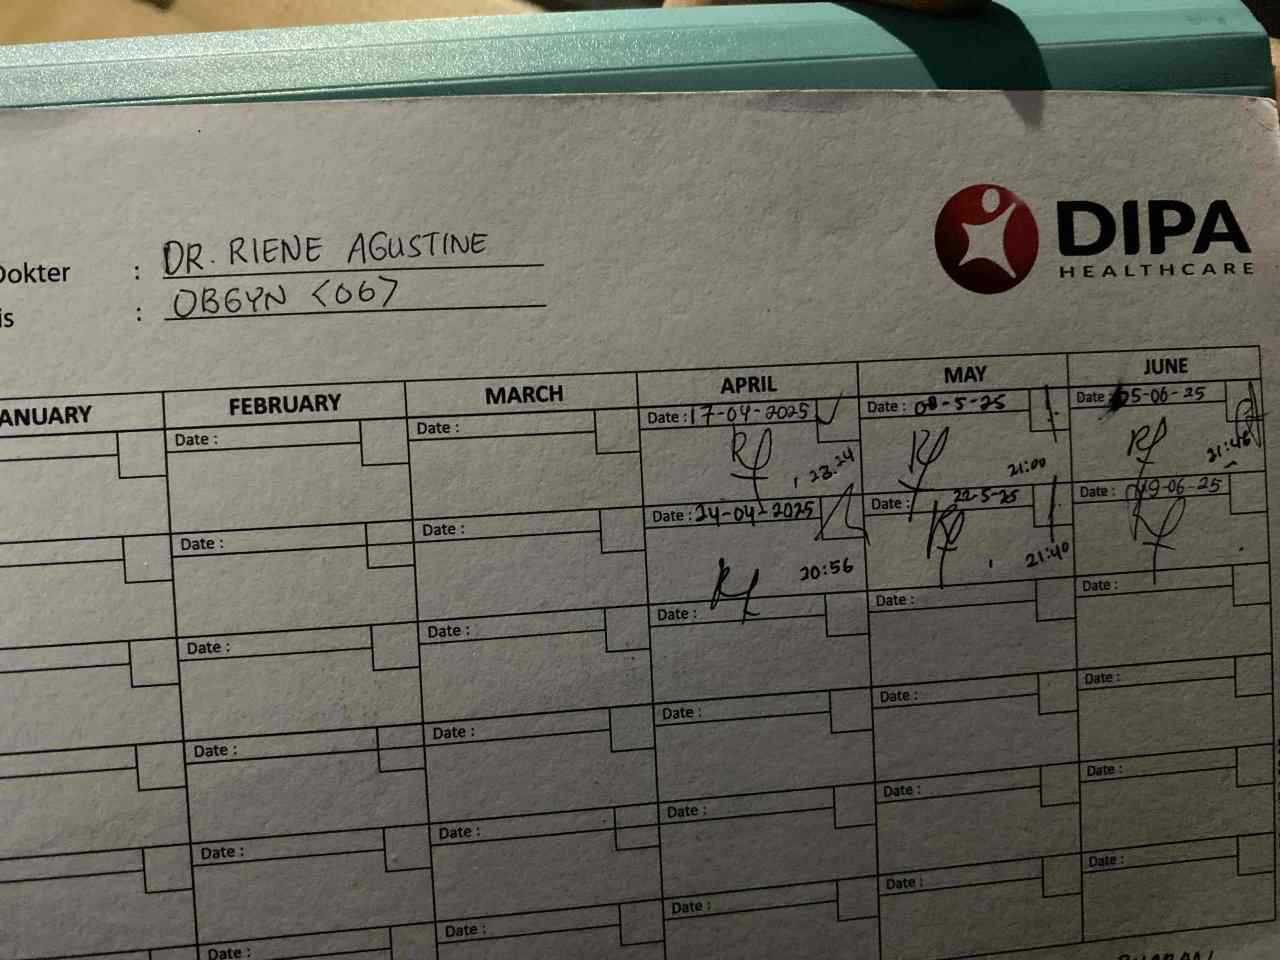 DIPA
HEALTHCARE
Dokter : DR. RIENE AGUSTINE
is : OBGYN <06>
ANUARY FEBRUARY MARCH APRIL MAY JUNE
Date : Date : Date : 17-04-2025 Date : 08-5-25 Date : 05-06-25
23.24 21:00 21:46
Date : Date : Date : 24-04-2025 Date : 22-5-25 Date : 19-06-25
20:56 21:40
Date : Date : Date : Date : Date :
Date : Date : Date : Date : Date :
Date : Date : Date : Date : Date :
Date : Date : Date : Date : Date :